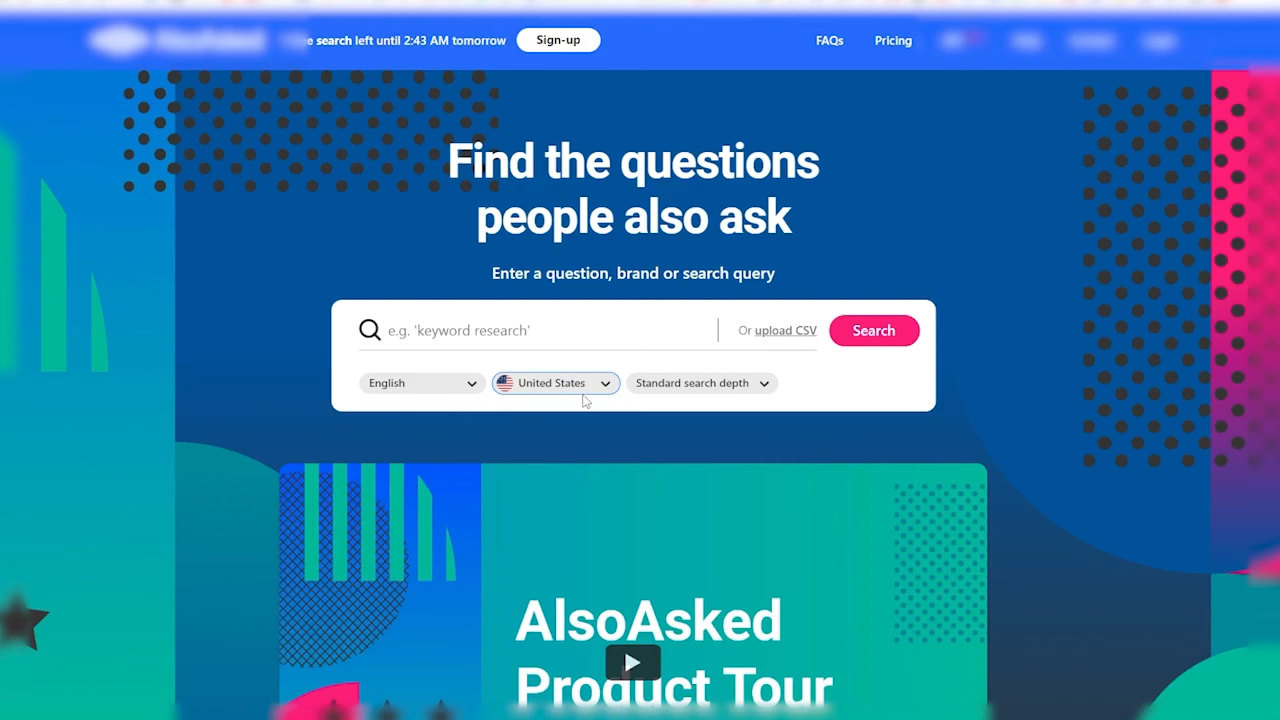 AlsoAsked
search left until 2:43 AM tomorrow
Sign-up
FAQs
Pricing
Find the questions
people also ask
Enter a question, brand or search query
e.g. 'keyword research'
Or upload CSV
Search
English
United States
Standard search depth
AlsoAsked
Product Tour